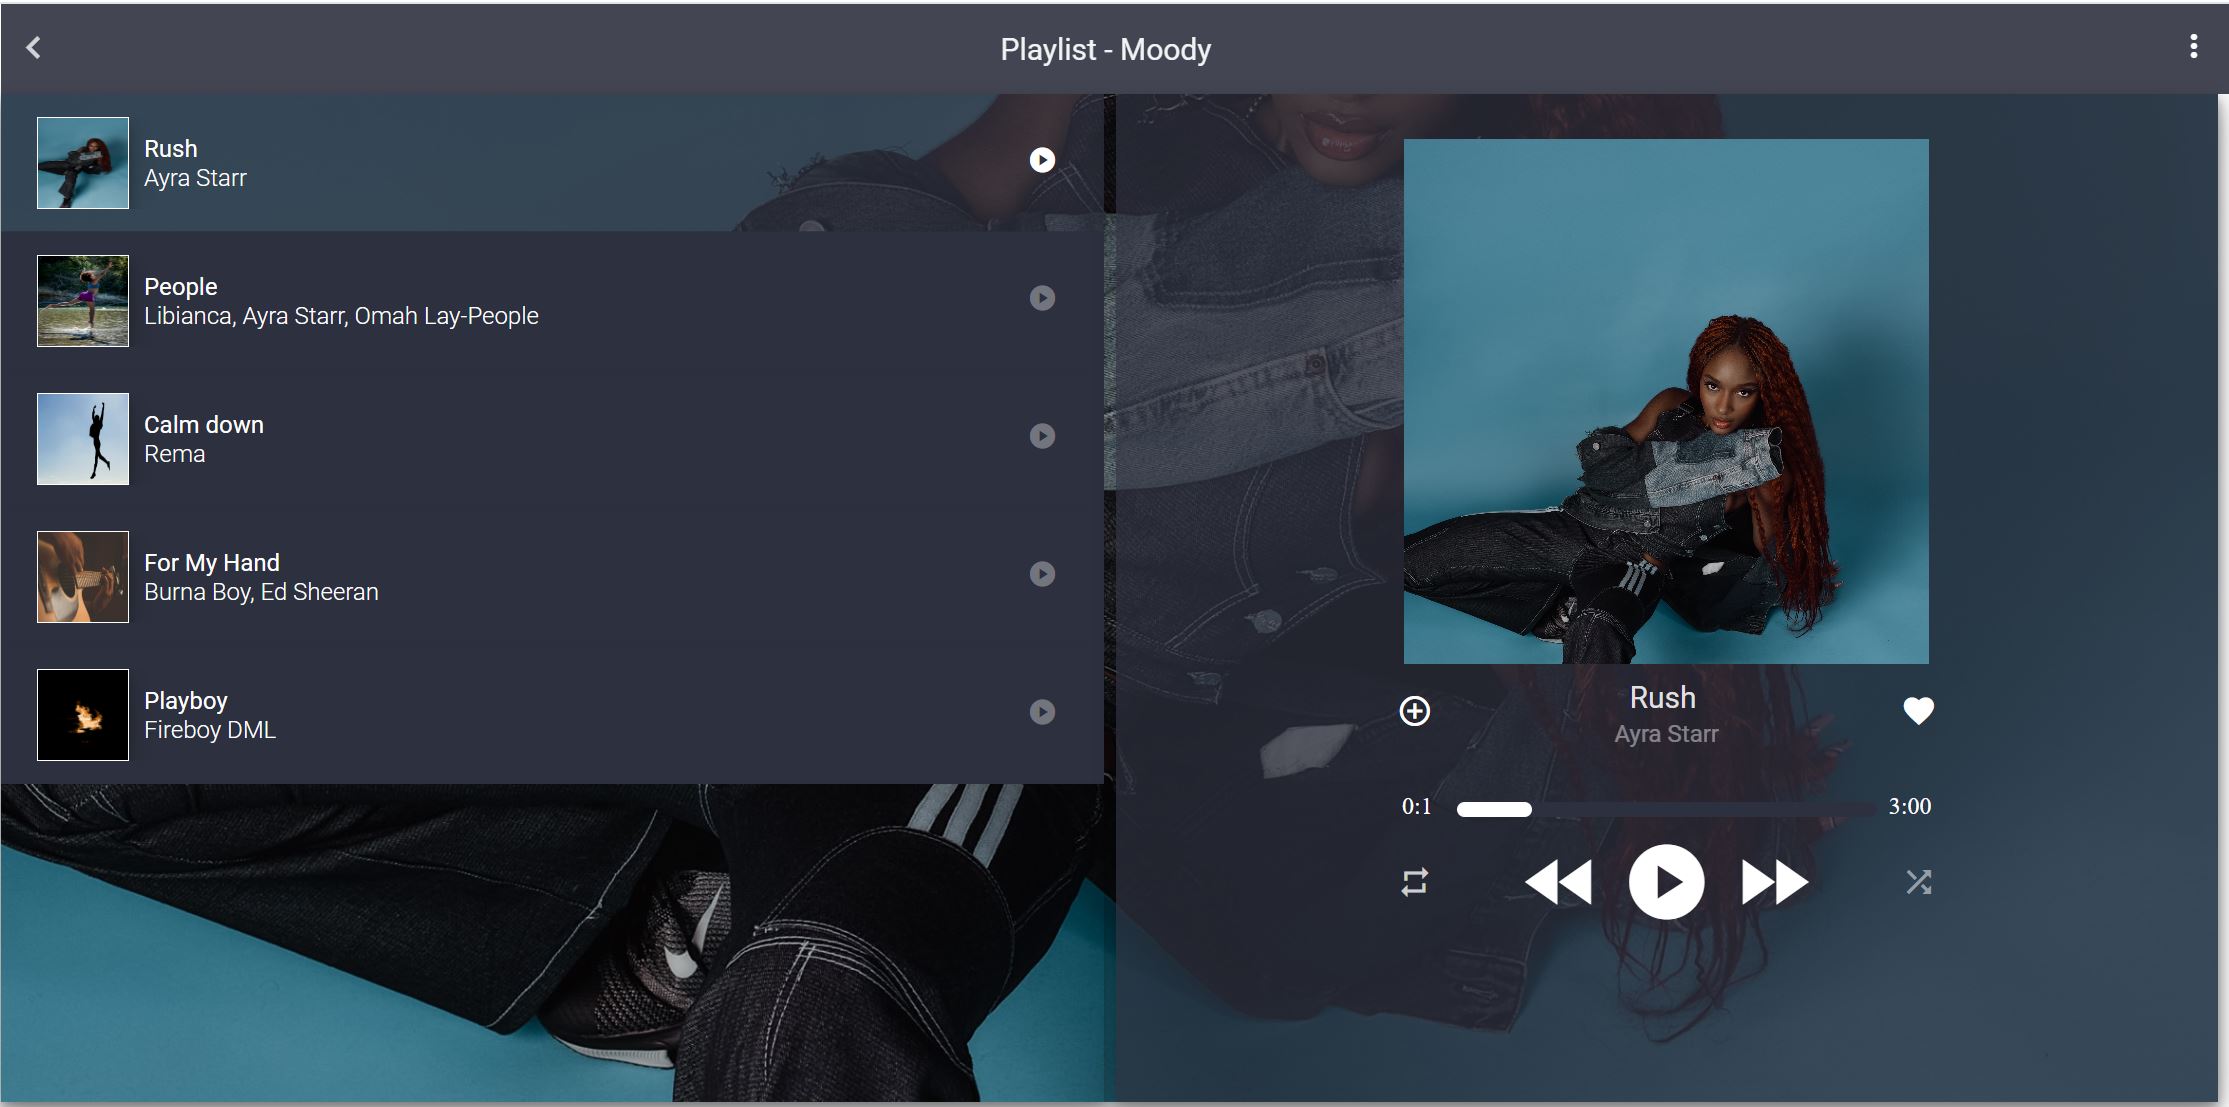 Playlist - Moody
Rush
Ayra Starr
People
Libianca, Ayra Starr, Omah Lay-People
Calm down
Rema
For My Hand
Burna Boy, Ed Sheeran
Playboy
Fireboy DML
Rush
Ayra Starr
0:1
3:00